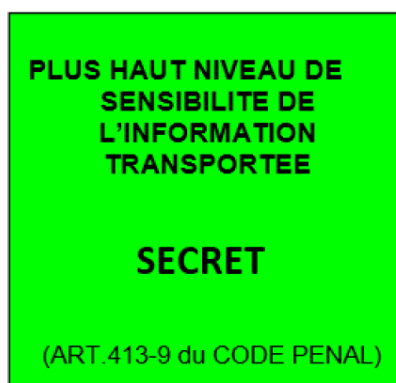 PLUS HAUT NIVEAU DE
SENSIBILITE DE
L'INFORMATION
TRANSPORTEE
SECRET
(ART.413-9 du CODE PENAL)